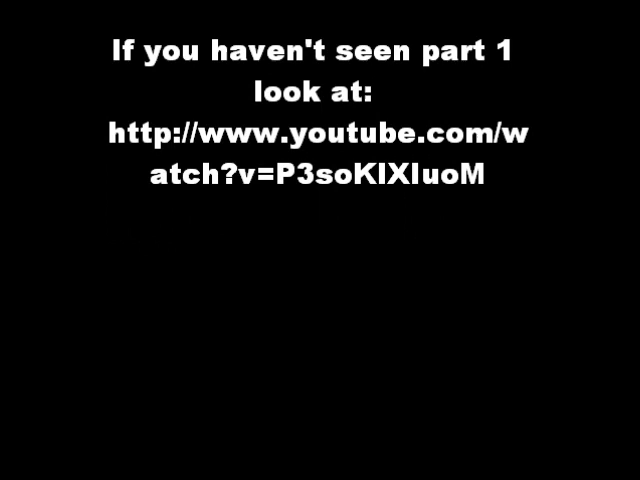 If you haven't seen part 1
look at:
http://www.youtube.com/w
atch?v=P3soKIXIuoM